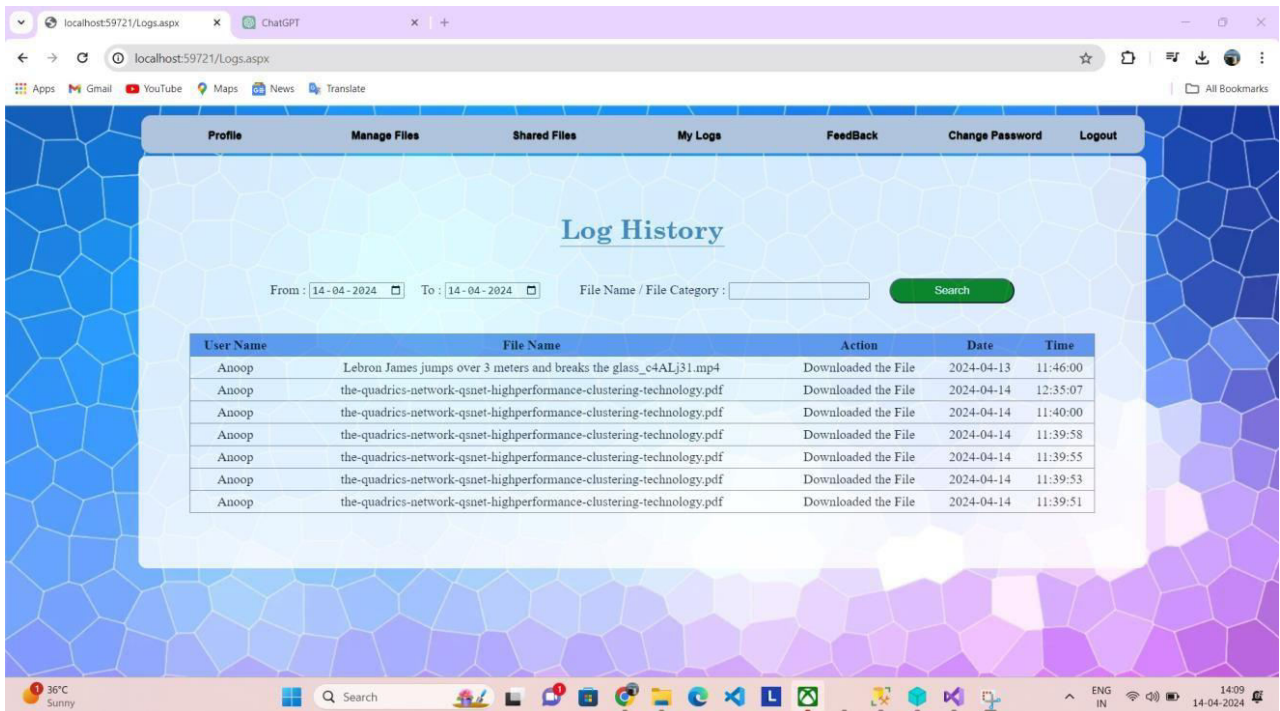 localhost:59721/Logs.aspx ChatGPT
localhost:59721/Logs.aspx
Apps Gmail YouTube Maps News Translate All Bookmarks
Profile Manage Files Shared Files My Logs FeedBack Change Password Logout
Log History
From : 14-04-2024 To : 14-04-2024 File Name / File Category : Search
User Name File Name Action Date Time
Anoop Lebron James jumps over 3 meters and breaks the glass_c4ALj31.mp4 Downloaded the File 2024-04-13 11:46:00
Anoop the-quadrics-network-qsnet-highperformance-clustering-technology.pdf Downloaded the File 2024-04-14 12:35:07
Anoop the-quadrics-network-qsnet-highperformance-clustering-technology.pdf Downloaded the File 2024-04-14 11:40:00
Anoop the-quadrics-network-qsnet-highperformance-clustering-technology.pdf Downloaded the File 2024-04-14 11:39:58
Anoop the-quadrics-network-qsnet-highperformance-clustering-technology.pdf Downloaded the File 2024-04-14 11:39:55
Anoop the-quadrics-network-qsnet-highperformance-clustering-technology.pdf Downloaded the File 2024-04-14 11:39:53
Anoop the-quadrics-network-qsnet-highperformance-clustering-technology.pdf Downloaded the File 2024-04-14 11:39:51
1 36°C Search L ENG 14:09
Sunny IN 14-04-2024